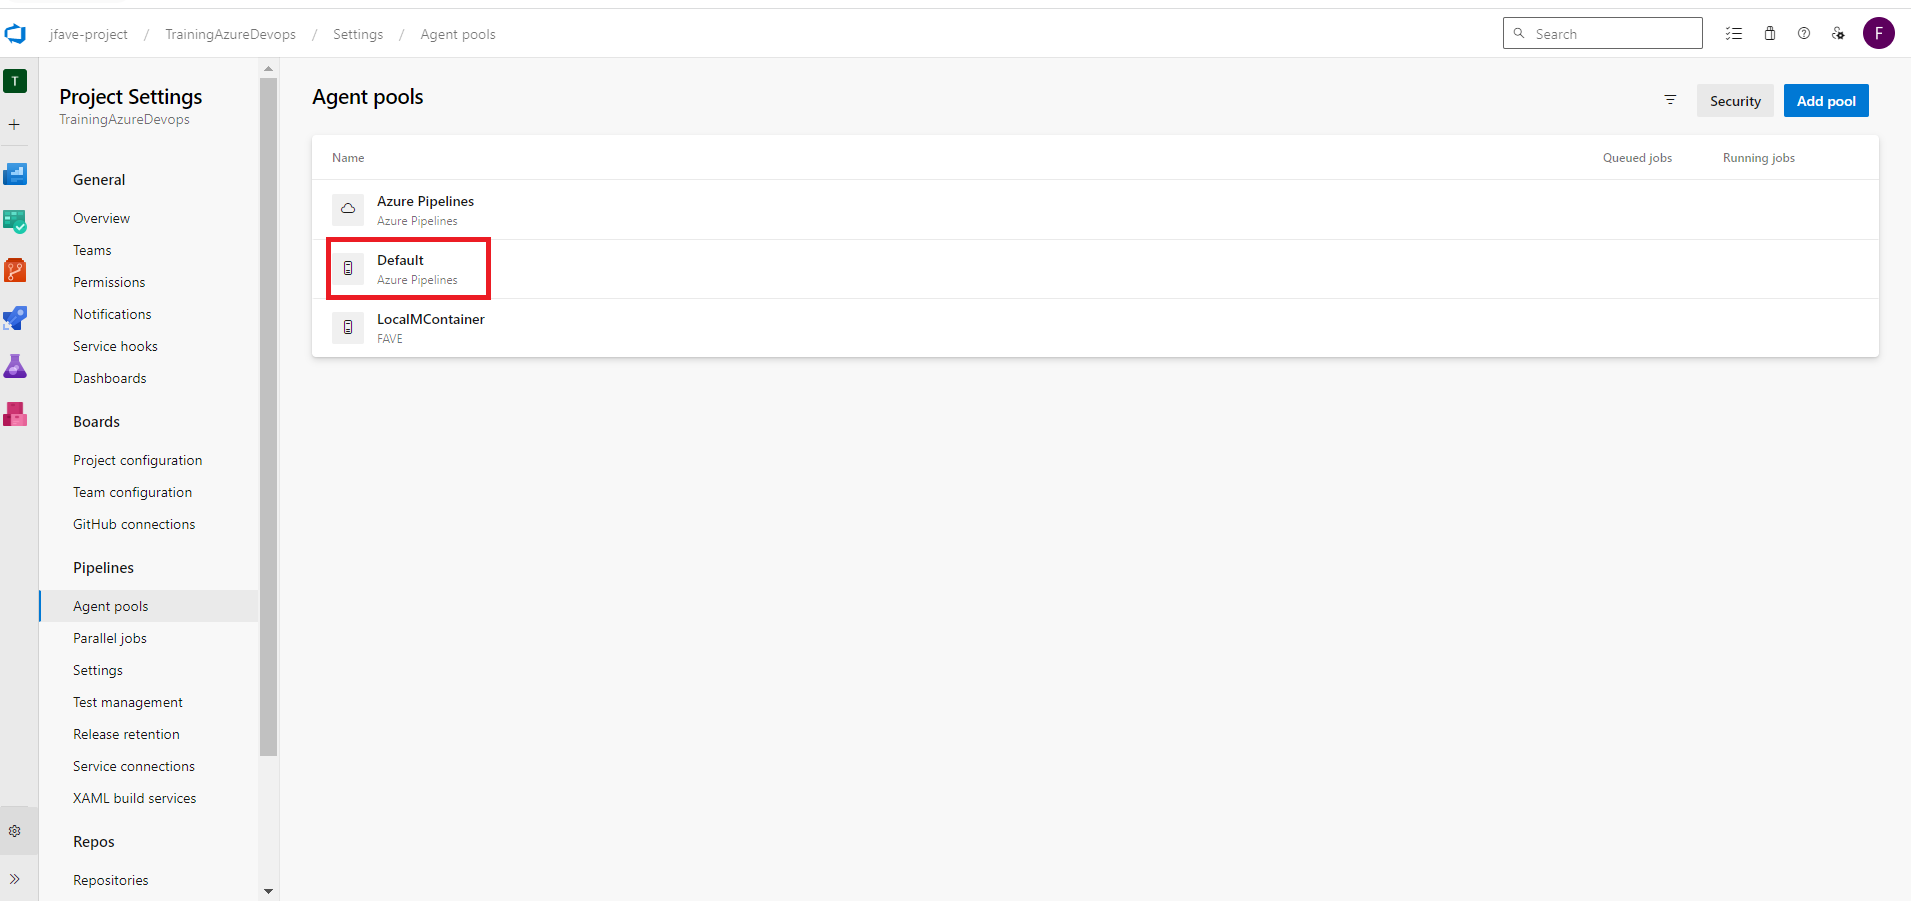 jfave-project / TrainingAzureDevops / Settings / Agent pools
Search
F
T
Project Settings
TrainingAzureDevops
General
Overview
Teams
Permissions
Notifications
Service hooks
Dashboards
Boards
Project configuration
Team configuration
GitHub connections
Pipelines
Agent pools
Parallel jobs
Settings
Test management
Release retention
Service connections
XAML build services
Repos
Repositories
Agent pools
Security
Add pool
Name Queued jobs Running jobs
Azure Pipelines
Azure Pipelines
Default
Azure Pipelines
LocalMContainer
FAVE